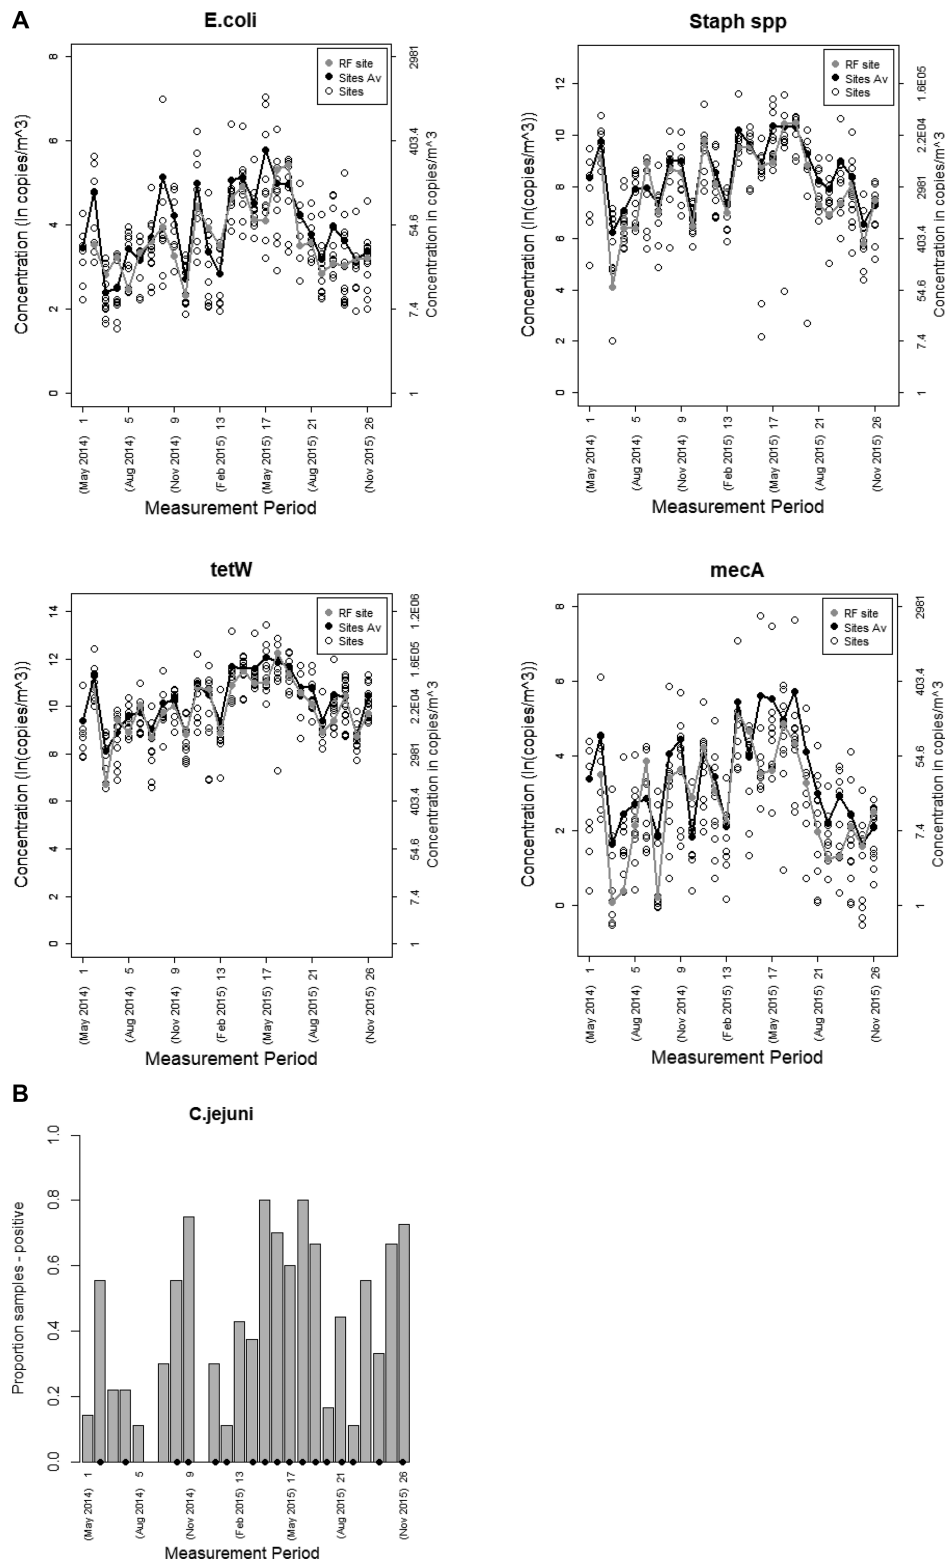 A
E.coli
Concentration (ln copies/m^3)
8
6
4
2
0
RF site
Sites Av
Sites
2981
403.4
54.6
7.4
1
Concentration in copies/m^3
1
5
9
13
17
21
26
(May 2014)
(Aug 2014)
(Nov 2014)
(Feb 2015)
(May 2015)
(Aug 2015)
(Nov 2015)
Measurement Period
Staph spp
Concentration (ln(copies/m^3))
12
10
8
6
4
2
0
RF site
Sites Av
Sites
1.6E05
2.2E04
2981
403.4
54.6
7.4
1
Concentration in copies/m^3
1
5
9
13
17
21
26
(May 2014)
(Aug 2014)
(Nov 2014)
(Feb 2015)
(May 2015)
(Aug 2015)
(Nov 2015)
Measurement Period
tetW
Concentration (ln(copies/m^3))
14
12
10
8
6
4
2
0
RF site
Sites Av
Sites
1.2E06
1.6E05
2.2E04
2981
403.4
54.6
7.4
1
Concentration in copies/m^3
1
5
9
13
17
21
26
(May 2014)
(Aug 2014)
(Nov 2014)
(Feb 2015)
(May 2015)
(Aug 2015)
(Nov 2015)
Measurement Period
mecA
Concentration (ln(copies/m^3))
8
6
4
2
0
RF site
Sites Av
Sites
2981
403.4
54.6
7.4
1
Concentration in copies/m^3
1
5
9
13
17
21
26
(May 2014)
(Aug 2014)
(Nov 2014)
(Feb 2015)
(May 2015)
(Aug 2015)
(Nov 2015)
Measurement Period
B
C.jejuni
Proportion samples - positive
1.0
0.8
0.6
0.4
0.2
0.0
1
5
9
13
17
21
26
(May 2014)
(Aug 2014)
(Nov 2014)
(Feb 2015)
(May 2015)
(Aug 2015)
(Nov 2015)
Measurement Period